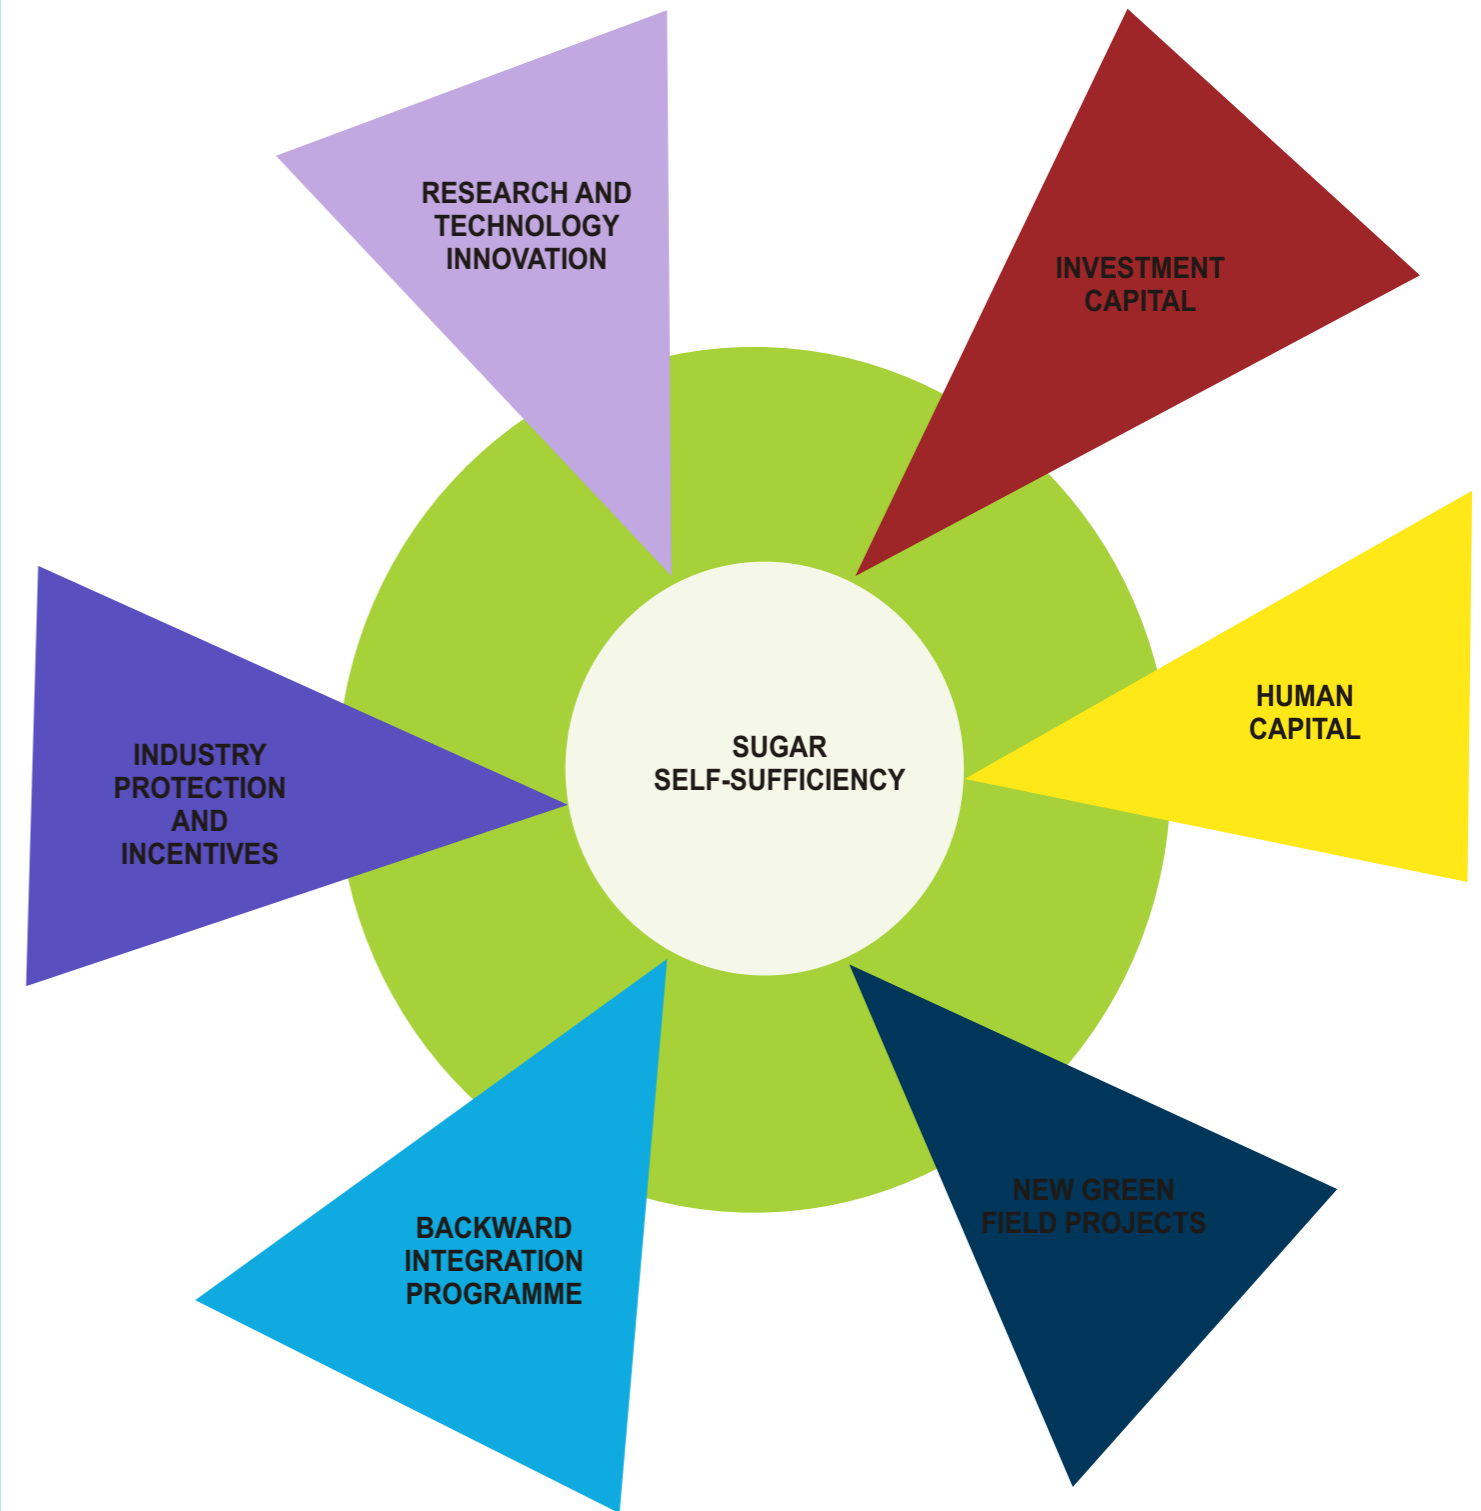 RESEARCH AND
TECHNOLOGY
INNOVATION
INVESTMENT
CAPITAL
HUMAN
CAPITAL
SUGAR
SELF-SUFFICIENCY
INDUSTRY
PROTECTION
AND
INCENTIVES
NEW GREEN
FIELD PROJECTS
BACKWARD
INTEGRATION
PROGRAMME